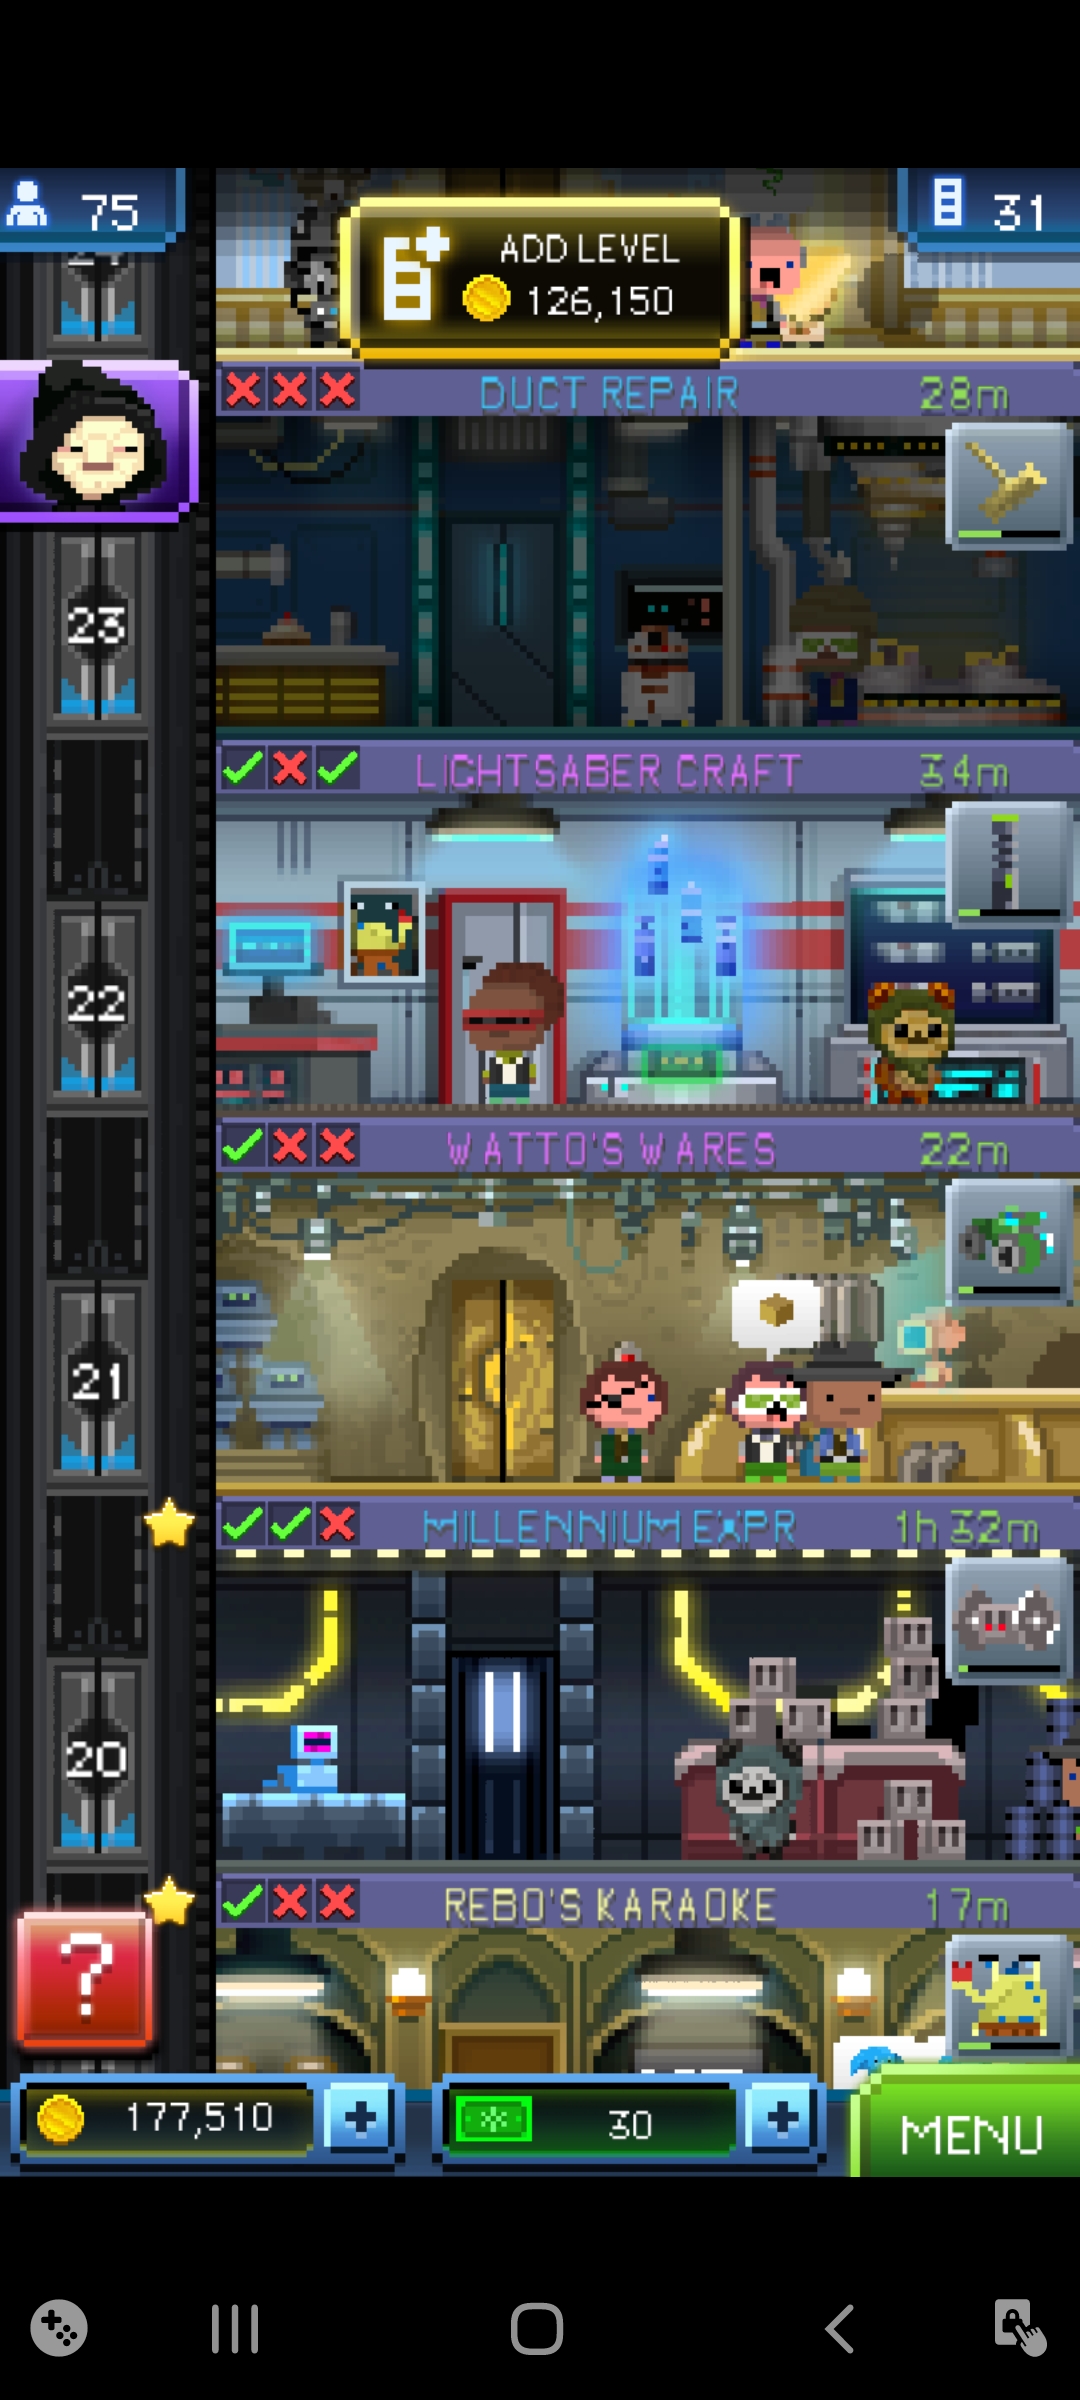 75
31
ADD LEVEL
126,150
DUCT REPAIR 28m
23
LIGHTSABER CRAFT 34m
22
WATTO'S WARES 22m
21
MILLENNIUM EXPR 1h 32m
20
REBO'S KARAOKE 17m
?
177,510 + 30 +
MENU